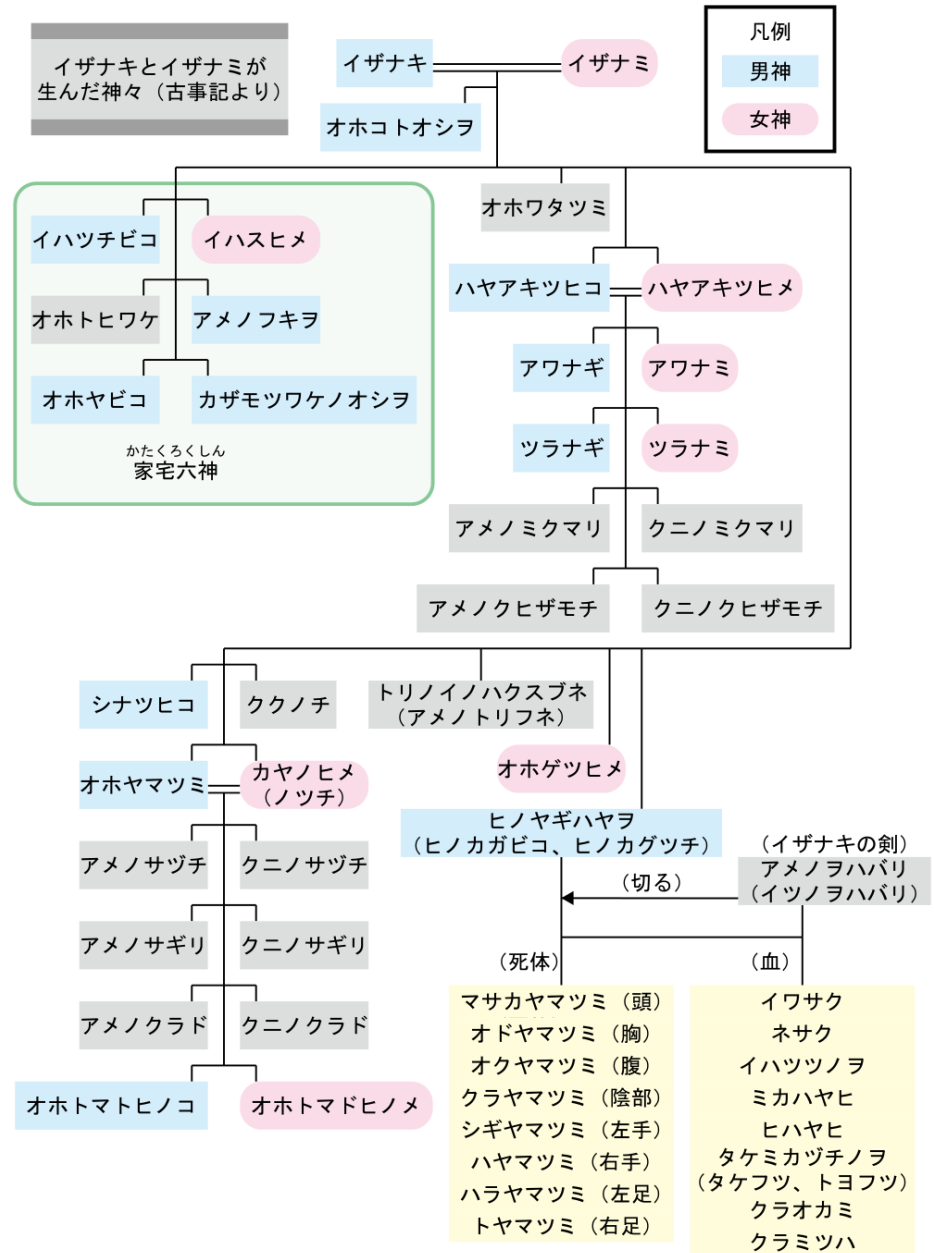 イザナキとイザナミが
生んだ神々（古事記より）
イザナキ
イザナミ
凡例
男神
女神
オホコトオシヲ
イハツチビコ
イハスヒメ
オホトヒワケ
アメノフキヲ
オホヤビコ
カザモツワケノオシヲ
かたくろくしん
家宅六神
オホワタツミ
ハヤアキツヒコ
ハヤアキツヒメ
アワナギ
アワナミ
ツラナギ
ツラナミ
アメノミクマリ
クニノミクマリ
アメノクヒザモチ
クニノクヒザモチ
シナツヒコ
ククノチ
オホヤマツミ
カヤノヒメ
（ノツチ）
アメノサヅチ
クニノサヅチ
アメノサギリ
クニノサギリ
アメノクラド
クニノクラド
オホトマトヒノコ
オホトマドヒノメ
トリノイノハクスブネ
（アメノトリフネ）
オホゲツヒメ
ヒノヤギハヤヲ
（ヒノカガビコ、ヒノカグツチ）
（イザナキの剣）
アメノヲハバリ
（イツノヲハバリ）
（切る）
（死体）
（血）
マサカヤマツミ（頭）
オドヤマツミ（胸）
オクヤマツミ（腹）
クラヤマツミ（陰部）
シギヤマツミ（左手）
ハヤマツミ（右手）
ハラヤマツミ（左足）
トヤマツミ（右足）
イワサク
ネサク
イハツツノヲ
ミカハヤヒ
ヒハヤヒ
タケミカヅチノヲ
（タケフツ、トヨフツ）
クラオカミ
クラミツハ